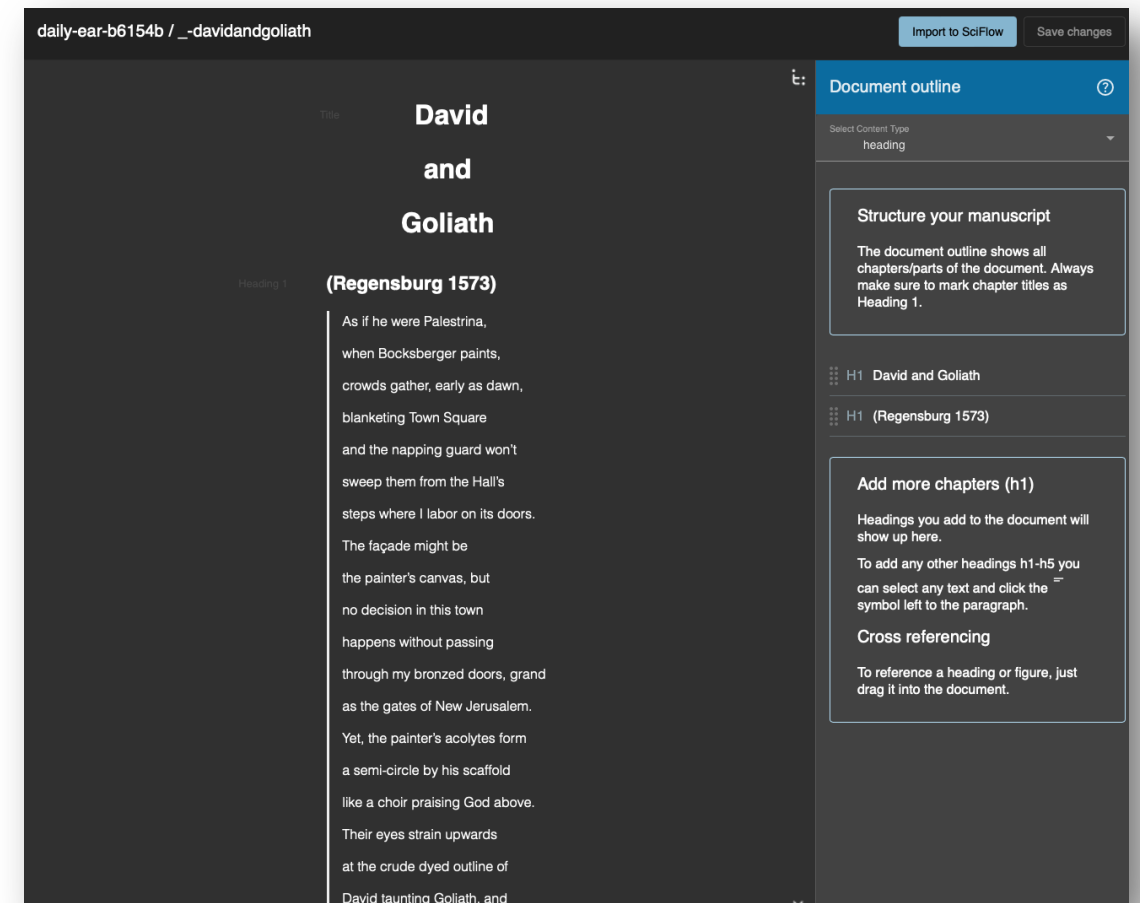 daily-ear-b6154b / _-davidandgoliath
Import to SciFlow
Save changes
Title
David
and
Goliath
Heading 1
(Regensburg 1573)
As if he were Palestrina,
when Bocksberger paints,
crowds gather, early as dawn,
blanketing Town Square
and the napping guard won't
sweep them from the Hall's
steps where I labor on its doors.
The façade might be
the painter's canvas, but
no decision in this town
happens without passing
through my bronzed doors, grand
as the gates of New Jerusalem.
Yet, the painter's acolytes form
a semi-circle by his scaffold
like a choir praising God above.
Their eyes strain upwards
at the crude dyed outline of
David taunting Goliath, and
Document outline
Select Content Type
heading
Structure your manuscript
The document outline shows all
chapters/parts of the document. Always
make sure to mark chapter titles as
Heading 1.
H1 David and Goliath
H1 (Regensburg 1573)
Add more chapters (h1)
Headings you add to the document will
show up here.
To add any other headings h1-h5 you
can select any text and click the
symbol left to the paragraph.
Cross referencing
To reference a heading or figure, just
drag it into the document.